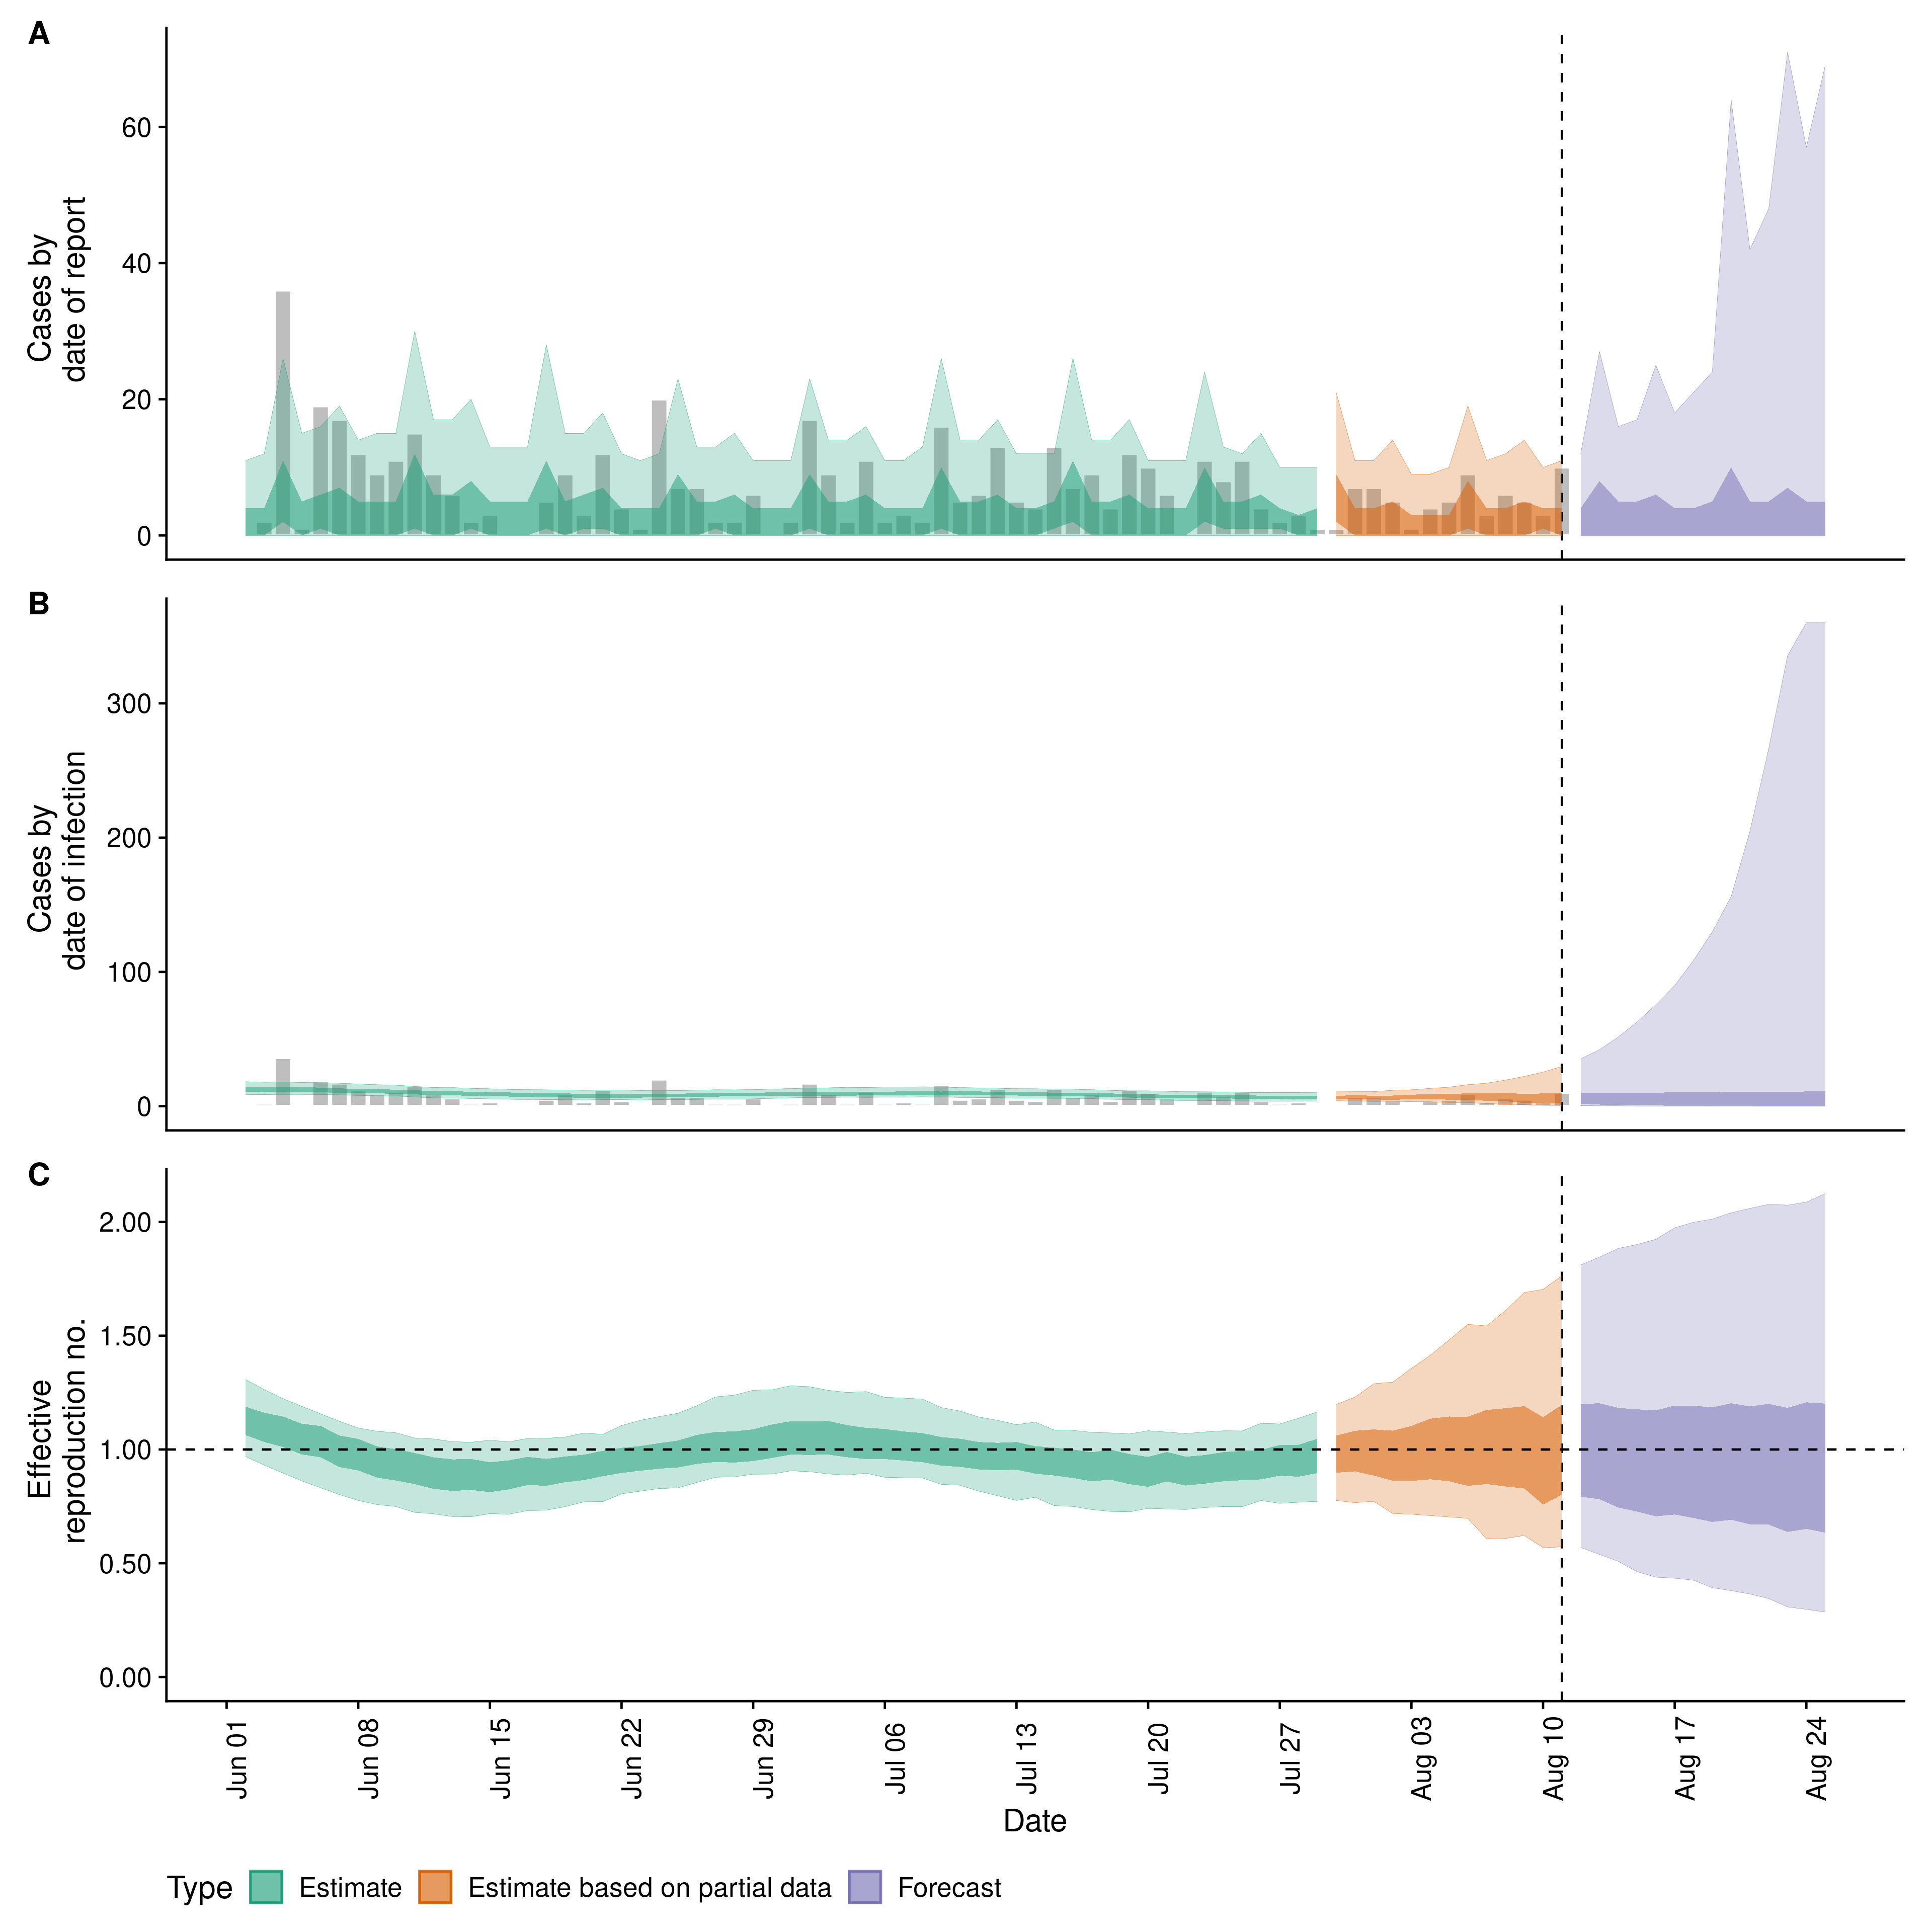 A
Cases by
date of report
60
40
20
0
B
Cases by
date of infection
300
200
100
0
C
Effective
reproduction no.
2.00
1.50
1.00
0.50
0.00
Jun 01
Jun 08
Jun 15
Jun 22
Jun 29
Jul 06
Jul 13
Jul 20
Jul 27
Aug 03
Aug 10
Aug 17
Aug 24
Date
Type Estimate Estimate based on partial data Forecast